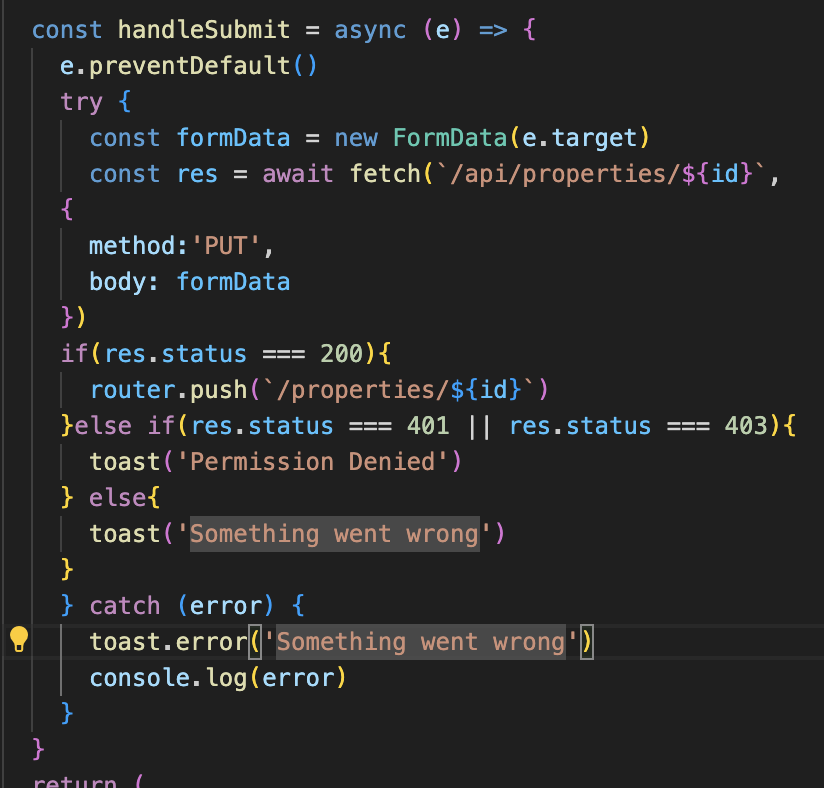 const handleSubmit = async (e) => {
  e.preventDefault()
  try {
    const formData = new FormData(e.target)
    const res = await fetch(`/api/properties/${id}`,
  {
    method:'PUT',
    body: formData
  })
  if(res.status === 200){
    router.push(`/properties/${id}`)
  }else if(res.status === 401 || res.status === 403){
    toast('Permission Denied')
  } else{
    toast('Something went wrong')
  }
  } catch (error) {
    toast.error('Something went wrong')
    console.log(error)
  }
}
return (